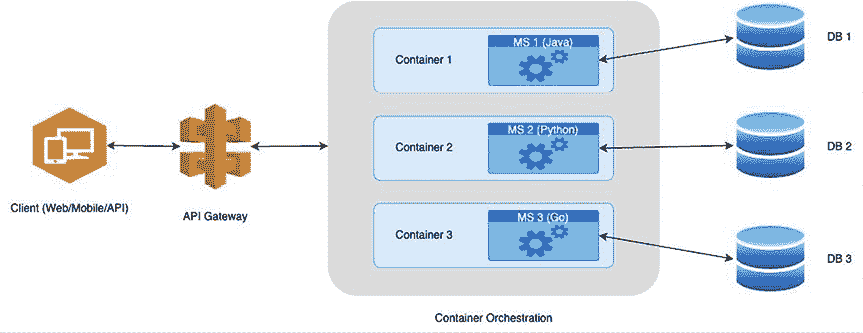 MS 1 (Java)
Container 1
DB 1
MS 2 (Python)
Container 2
DB 2
Client (Web/Mobile/API)
API Gateway
MS 3 (Go)
Container 3
DB 3
Container Orchestration